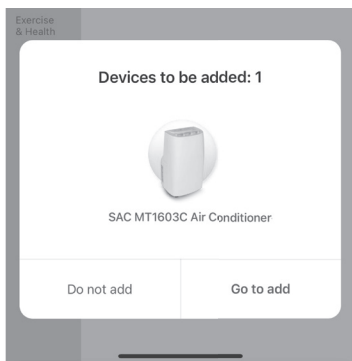 Exercise
& Health
Devices to be added: 1
SAC MT1603C Air Conditioner
Do not add
Go to add